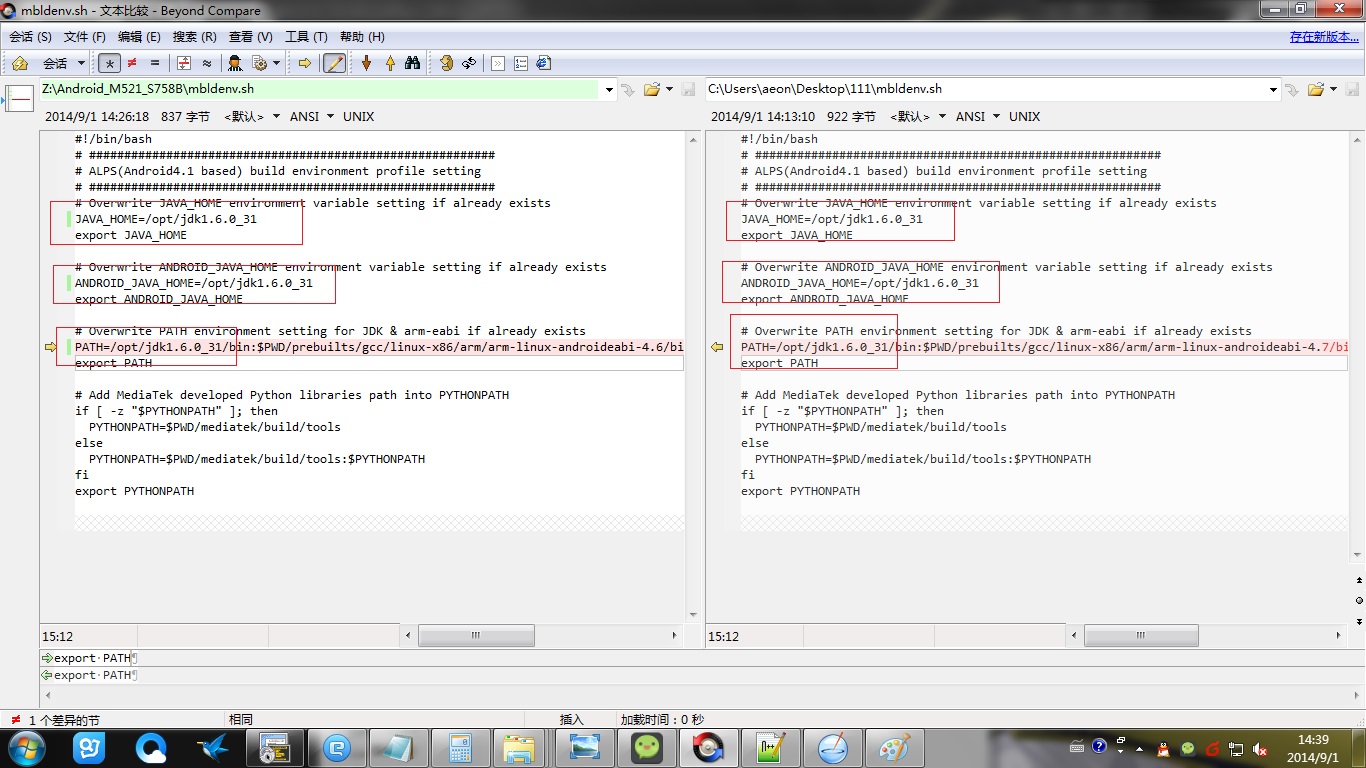 mbldenv.sh - 文本比较 - Beyond Compare
会话 (S) 文件 (F) 编辑 (E) 搜索 (R) 查看 (V) 工具 (T) 帮助 (H) 存在新版本...
会话
Z:\Android_M521_S758B\mbldenv.sh
2014/9/1 14:26:18 837 字节 <默认> ANSI UNIX
#!/bin/bash
# ##########################################################
# ALPS(Android4.1 based) build environment profile setting
# ##########################################################
# Overwrite JAVA_HOME environment variable setting if already exists
JAVA_HOME=/opt/jdk1.6.0_31
export JAVA_HOME
# Overwrite ANDROID_JAVA_HOME environment variable setting if already exists
ANDROID_JAVA_HOME=/opt/jdk1.6.0_31
export ANDROID_JAVA_HOME
# Overwrite PATH environment setting for JDK & arm-eabi if already exists
PATH=/opt/jdk1.6.0_31/bin:$PWD/prebuilts/gcc/linux-x86/arm/arm-linux-androideabi-4.6/bi
export PATH
# Add MediaTek developed Python libraries path into PYTHONPATH
if [ -z "$PYTHONPATH" ]; then
PYTHONPATH=$PWD/mediatek/build/tools
else
PYTHONPATH=$PWD/mediatek/build/tools:$PYTHONPATH
fi
export PYTHONPATH
15:12
C:\Users\aeon\Desktop\111\mbldenv.sh
2014/9/1 14:13:10 922 字节 <默认> ANSI UNIX
#!/bin/bash
# ##########################################################
# ALPS(Android4.1 based) build environment profile setting
# ##########################################################
# Overwrite JAVA_HOME environment variable setting if already exists
JAVA_HOME=/opt/jdk1.6.0_31
export JAVA_HOME
# Overwrite ANDROID_JAVA_HOME environment variable setting if already exists
ANDROID_JAVA_HOME=/opt/jdk1.6.0_31
export ANDROID_JAVA_HOME
# Overwrite PATH environment setting for JDK & arm-eabi if already exists
PATH=/opt/jdk1.6.0_31/bin:$PWD/prebuilts/gcc/linux-x86/arm/arm-linux-androideabi-4.7/bi
export PATH
# Add MediaTek developed Python libraries path into PYTHONPATH
if [ -z "$PYTHONPATH" ]; then
PYTHONPATH=$PWD/mediatek/build/tools
else
PYTHONPATH=$PWD/mediatek/build/tools:$PYTHONPATH
fi
export PYTHONPATH
15:12
export·PATH¶
export·PATH¶
1 个差异的节 相同 插入 加载时间：0 秒
14:39
2014/9/1